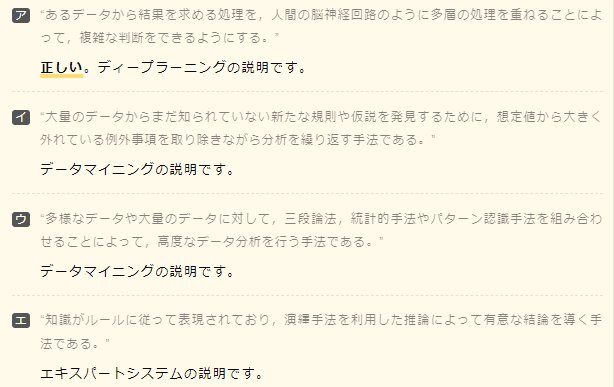 ア "あるデータから結果を求める処理を，人間の脳神経回路のように多層の処理を重ねることによ
って，複雑な判断をできるようにする。"
正しい。ディープラーニングの説明です。
イ "大量のデータからまだ知られていない新たな規則や仮説を発見するために，想定値から大きく
外れている例外事項を取り除きながら分析を繰り返す手法である。"
データマイニングの説明です。
ウ "多様なデータや大量のデータに対して，三段論法，統計的手法やパターン認識手法を組み合わ
せることによって，高度なデータ分析を行う手法である。"
データマイニングの説明です。
エ "知識がルールに従って表現されており，演繹手法を利用した推論によって有意な結論を導く手
法である。"
エキスパートシステムの説明です。